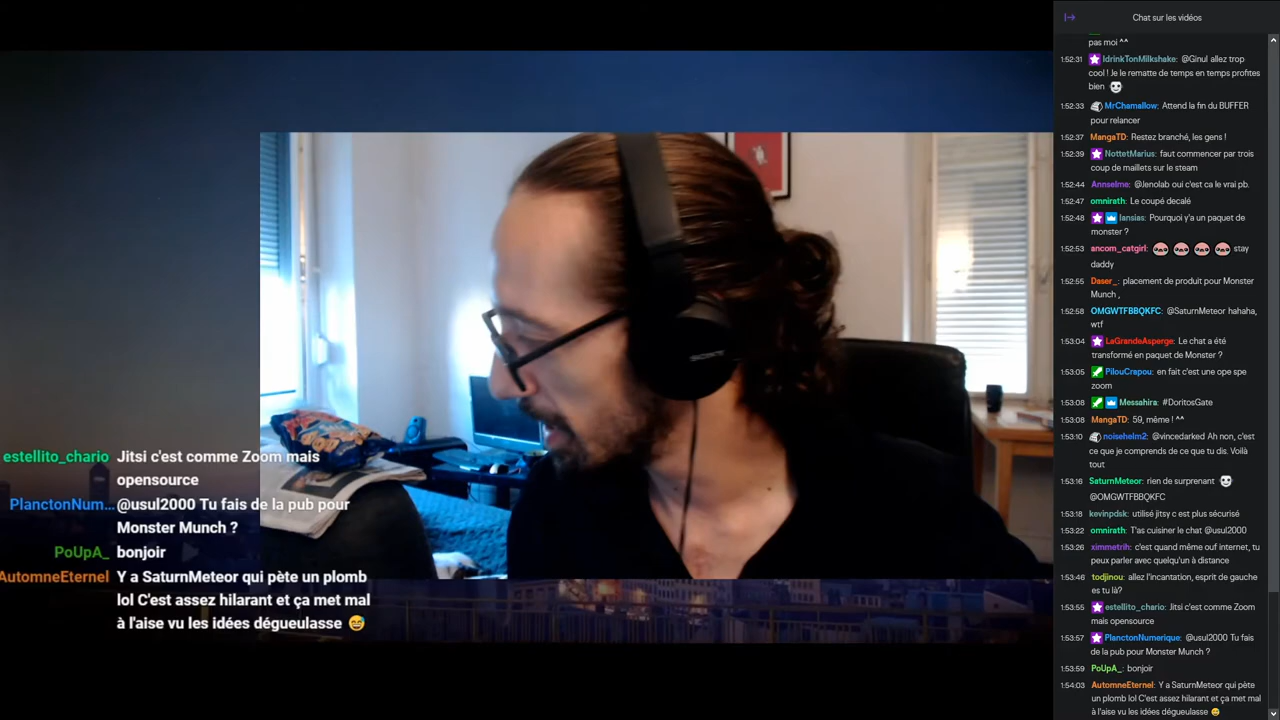 estellito_chario Jitsi c'est comme Zoom mais
opensource
PlanctonNum... @usul2000 Tu fais de la pub pour
Monster Munch ?
PoUpA_ bonjoir
AutomneEternel Y a SaturnMeteor qui pète un plomb
lol C'est assez hilarant et ça met mal
à l'aise vu les idées dégueulasse
Chat sur les vidéos
pas moi ^^
1:52:31 IdrinkTonMilkshake: @Ginul allez trop
cool ! Je le rematte de temps en temps profites
bien
1:52:33 MrChamallow: Attend la fin du BUFFER
pour relancer
1:52:37 MangaTD: Restez branché, les gens !
1:52:39 NottetMarius: faut commencer par trois
coup de maillets sur le steam
1:52:44 Annselme: @Jenolab oui c'est ca le vrai pb.
1:52:47 omnirath: Le coupé decalé
1:52:48 lansias: Pourquoi y'a un paquet de
monster ?
1:52:53 ancom_catgirl: stay
daddy
1:52:55 Daser_: placement de produit pour Monster
Munch ,
1:52:58 OMGWTFBBQKFC: @SaturnMeteor hahaha,
wtf
1:53:04 LaGrandeAsperge: Le chat a été
transformé en paquet de Monster ?
1:53:05 PilouCrapou: en fait c'est une ope spe
zoom
1:53:08 Messahira: #DoritosGate
1:53:08 MangaTD: 59, même ! ^^
1:53:10 noisehelm2: @vincedarked Ah non, c'est
ce que je comprends de ce que tu dis. Voilà
tout
1:53:16 SaturnMeteor: rien de surprenant
@OMGWTFBBQKFC
1:53:18 kevinpdsk: utilisé jitsy c est plus sécurisé
1:53:22 omnirath: T'as cuisiner le chat @usul2000
1:53:26 ximmetrih: c'est quand même ouf internet, tu
peux parler avec quelqu'un à distance
1:53:46 todjinou: allez l'incantation, esprit de gauche
es tu là?
1:53:55 estellito_chario: Jitsi c'est comme Zoom
mais opensource
1:53:57 PlanctonNumerique: @usul2000 Tu fais
de la pub pour Monster Munch ?
1:53:59 PoUpA_: bonjoir
1:54:03 AutomneEternel: Y a SaturnMeteor qui pète
un plomb lol C'est assez hilarant et ça met mal
à l'aise vu les idées dégueulasse